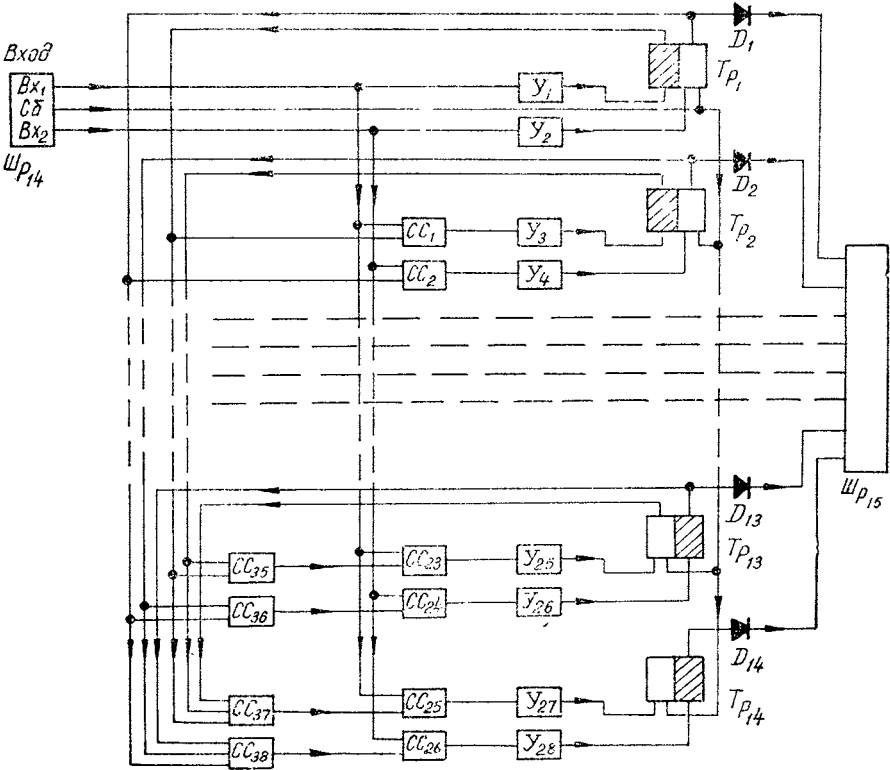 D₁
Вход
Вх₁
Сб
Вх₂
Шр₁₄
У₁
У₂
Тр₁
D₂
СС₁
У₃
Тр₂
СС₂
У₄
Шр₁₅
D₁₃
СС₃₅
СС₂₃
У₂₅
Тр₁₃
СС₃₆
СС₂₄
У₂₆
D₁₄
СС₃₇
СС₂₅
У₂₇
Тр₁₄
СС₃₈
СС₂₆
У₂₈